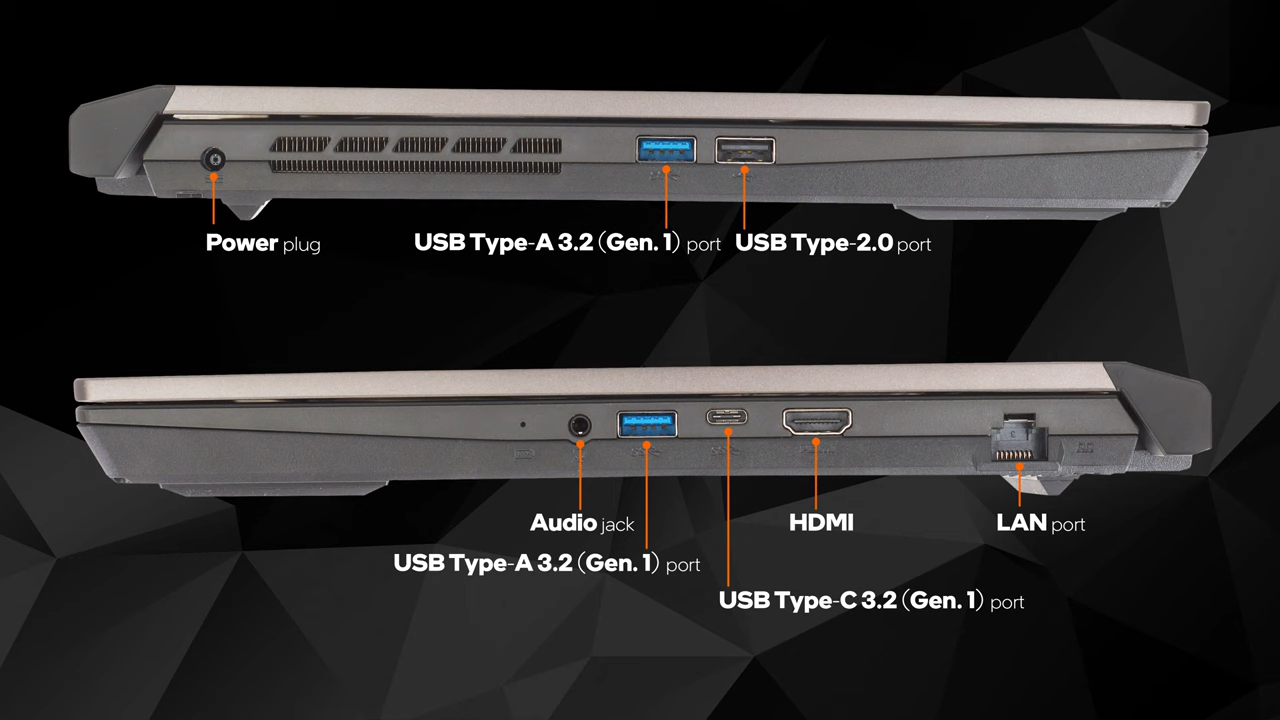 Power plug
USB Type-A 3.2 (Gen. 1) port
USB Type-2.0 port
Audio jack
HDMI
LAN port
USB Type-A 3.2 (Gen. 1) port
USB Type-C 3.2 (Gen. 1) port